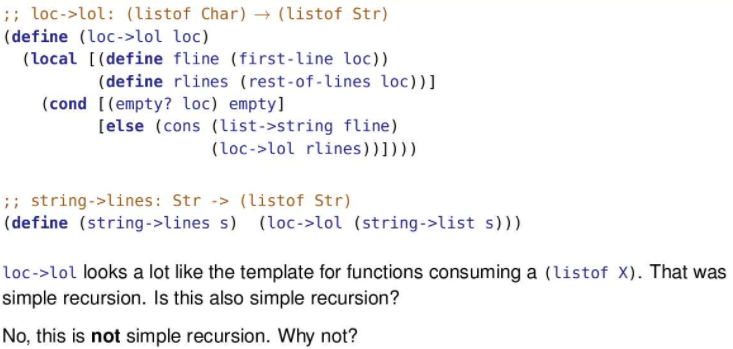 ;; loc->lol: (listof Char) → (listof Str)
(define (loc->lol loc)
  (local [(define fline (first-line loc))
          (define rlines (rest-of-lines loc))]
    (cond [(empty? loc) empty]
          [else (cons (list->string fline)
                      (loc->lol rlines))])))
;; string->lines: Str -> (listof Str)
(define (string->lines s)  (loc->lol (string->list s)))
loc->lol looks a lot like the template for functions consuming a (listof X). That was
simple recursion. Is this also simple recursion?
No, this is not simple recursion. Why not?